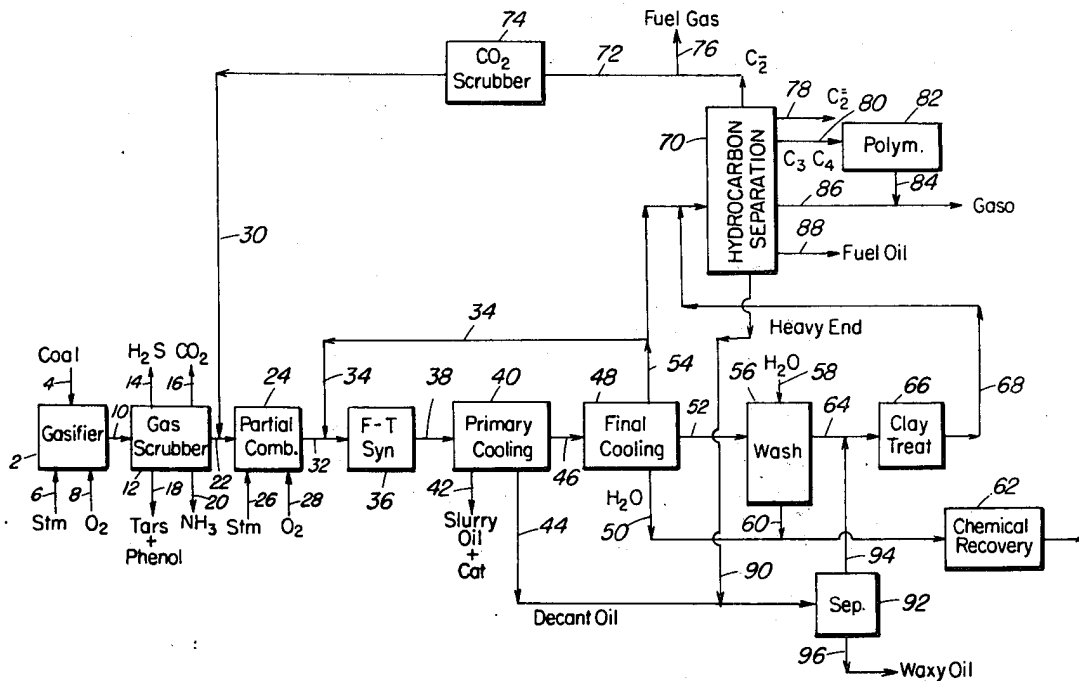 Fuel Gas
74
CO2
Scrubber
72
76
C2-
78
C2=
80
82
70
HYDROCARBON
SEPARATION
Polym.
C3 C4
84
86
Gaso
30
88
Fuel Oil
34
Heavy End
Coal
4
H2S
CO2
14
16
24
34
38
40
48
54
H2O
56
58
66
68
10
Gasifier
Gas
Scrubber
Partial
Comb.
F-T
Syn
Primary
Cooling
Final
Cooling
52
Wash
64
Clay
Treat
2
22
32
46
6
8
12
18
20
26
28
36
42
H2O
50
60
62
Stm
O2
Tars
+
Phenol
NH3
Stm
O2
Slurry
Oil
+
Cat
44
Chemical
Recovery
90
94
Decant Oil
Sep.
92
96
Waxy Oil